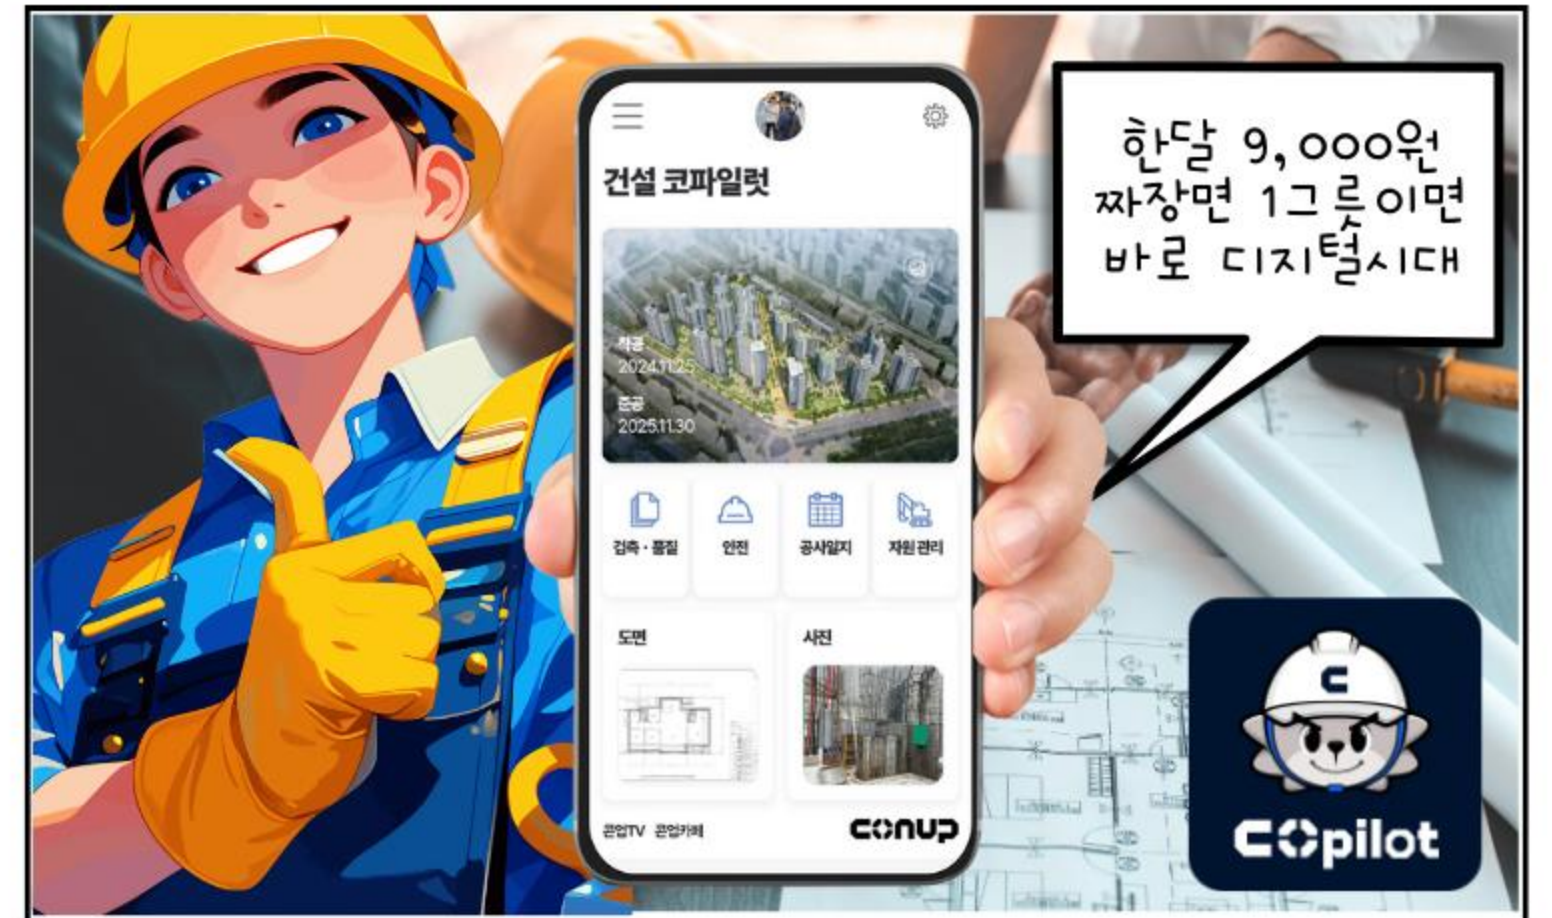 건설 코파일럿
착공
2024.11.25
준공
2025.11.30
검측·품질
안전
공사일지
자원 관리
도면
사진
콘업TV 콘업카페
CONUP
한달 9,000원
짜장면 1그릇이면
바로 디지털시대
C
COpilot